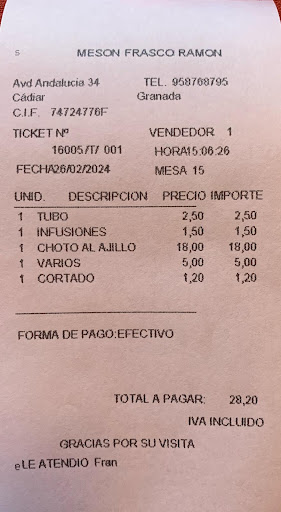 S MESON FRASCO RAMON
Avd Andalucia 34 TEL. 958768795
Cádiar Granada
C.I.F. 74724776F
TICKET Nº VENDEDOR 1
16005 /T/ 001 HORA15:06:26
FECHA26/02/2024 MESA 15
UNID. DESCRIPCION PRECIO IMPORTE
1 TUBO 2,50 2,50
1 INFUSIONES 1,50 1,50
1 CHOTO AL AJILLO 18,00 18,00
1 VARIOS 5,00 5,00
1 CORTADO 1,20 1,20
FORMA DE PAGO:EFECTIVO
TOTAL A PAGAR: 28,20
IVA INCLUIDO
GRACIAS POR SU VISITA
eLE ATENDIO Fran